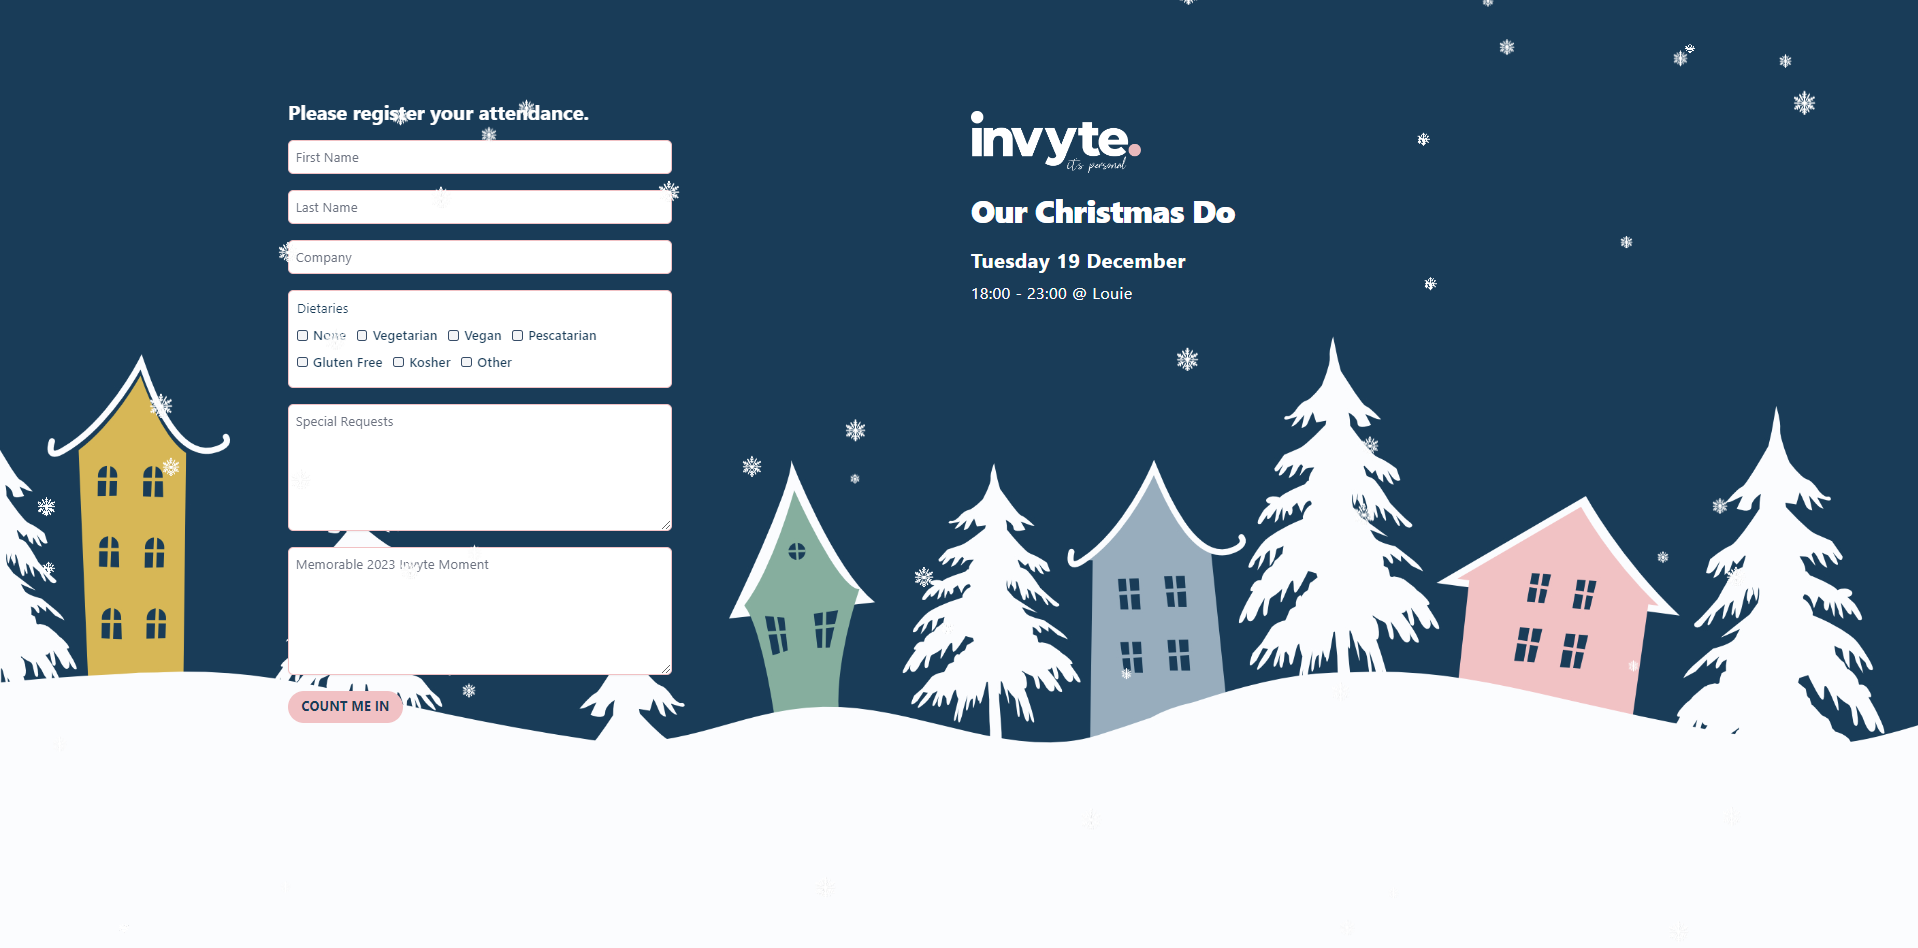 Please register your attendance.
First Name
Last Name
Company
Dietaries
None Vegetarian Vegan Pescatarian
Gluten Free Kosher Other
Special Requests
Memorable 2023 Invyte Moment
COUNT ME IN
invyte.
it's personal
Our Christmas Do
Tuesday 19 December
18:00 - 23:00 @ Louie